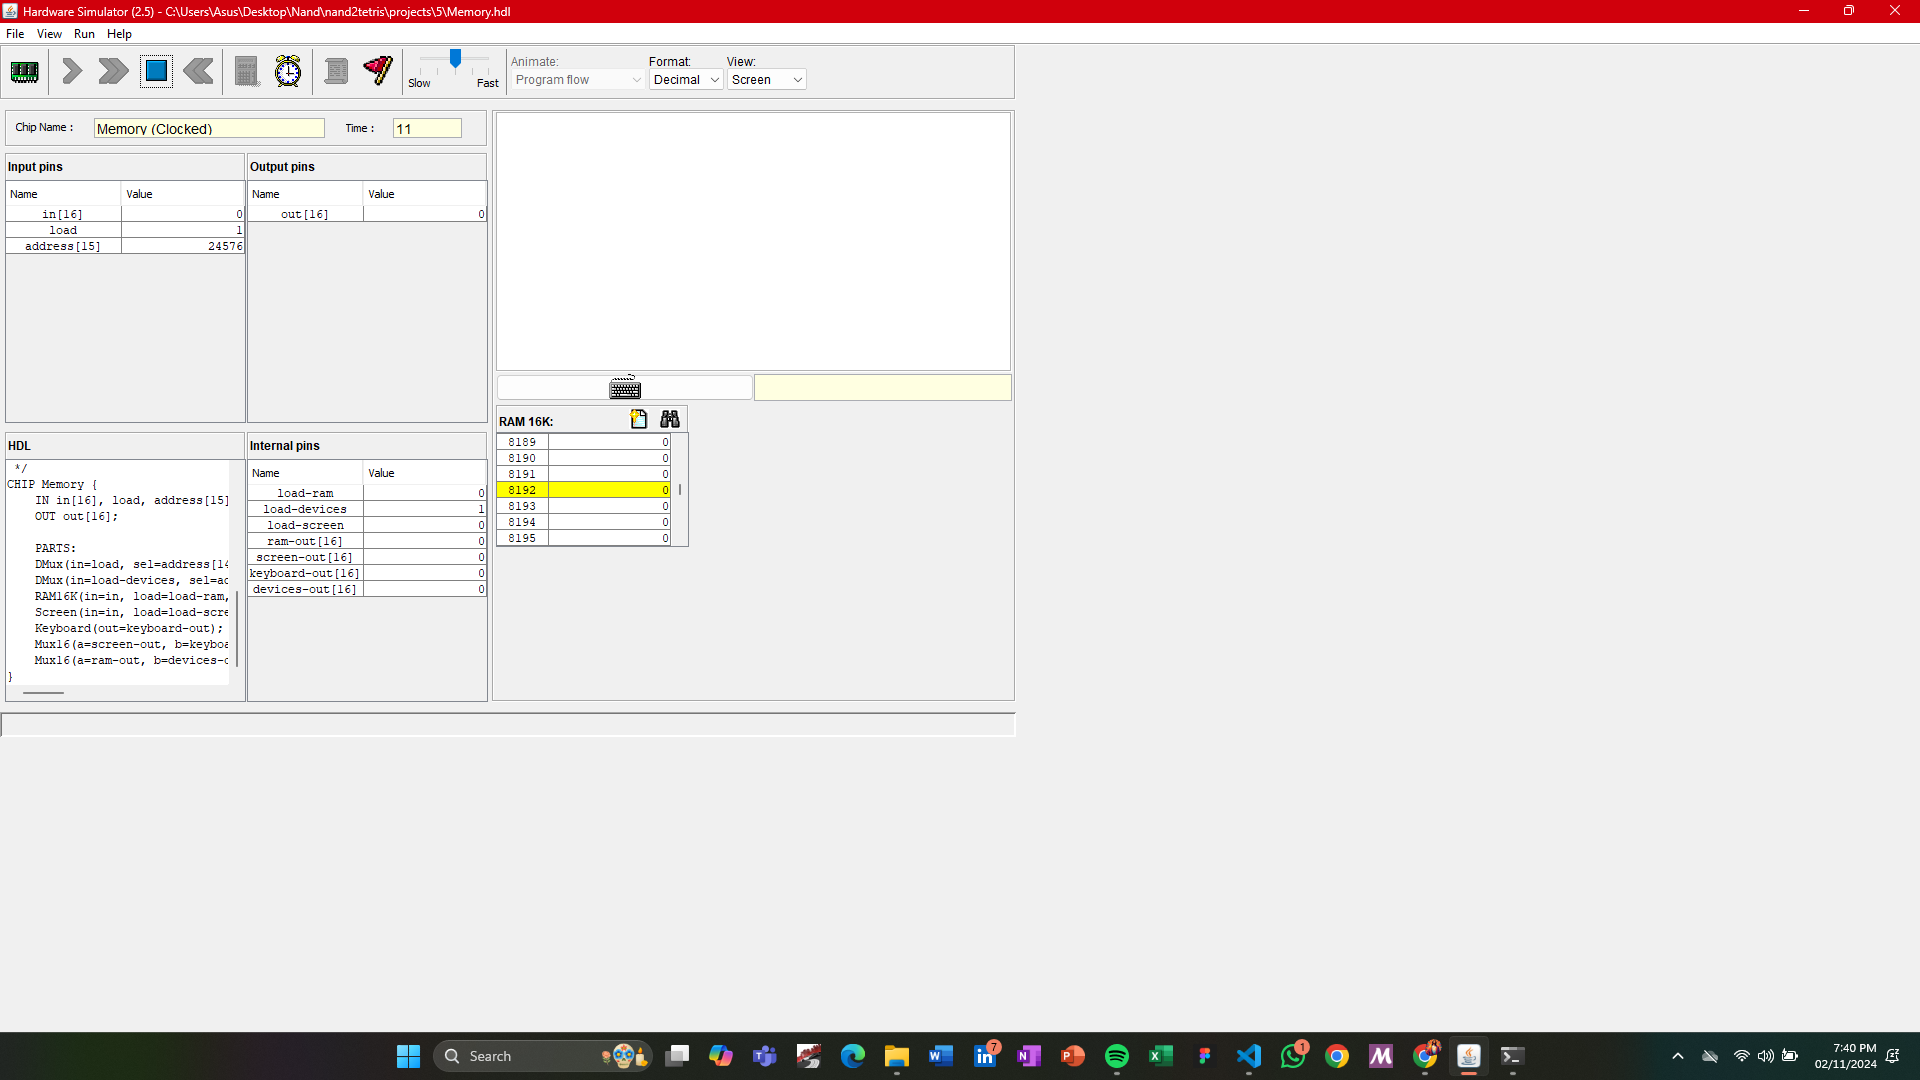 Hardware Simulator (2.5) - C:\Users\Asus\Desktop\Nand\nand2tetris\projects\5\Memory.hdl
File View Run Help
Slow Fast
Animate:
Program flow
Format:
Decimal
View:
Screen
Chip Name :
Memory (Clocked)
Time :
11
Input pins
Name Value
in[16] 0
load 1
address[15] 24576
Output pins
Name Value
out[16] 0
HDL
*/
CHIP Memory {
IN in[16], load, address[15]
OUT out[16];
PARTS:
DMux(in=load, sel=address[14
DMux(in=load-devices, sel=ad
RAM16K(in=in, load=load-ram,
Screen(in=in, load=load-scre
Keyboard(out=keyboard-out);
Mux16(a=screen-out, b=keyboa
Mux16(a=ram-out, b=devices-o
}
Internal pins
Name Value
load-ram 0
load-devices 1
load-screen 0
ram-out[16] 0
screen-out[16] 0
keyboard-out[16] 0
devices-out[16] 0
RAM 16K:
8189 0
8190 0
8191 0
8192 0
8193 0
8194 0
8195 0
Search
7
1
7:40 PM
02/11/2024